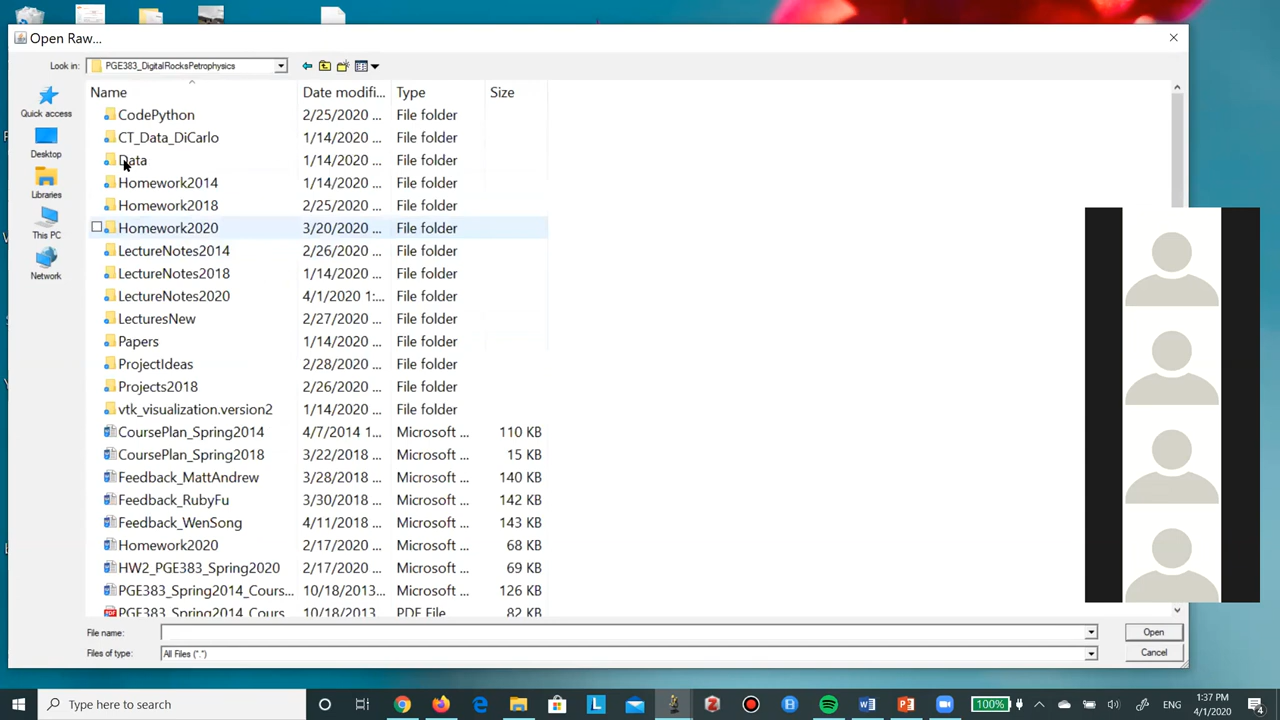 Open Raw...
Look in: PGE383_DigitalRocksPetrophysics
Name Date modifi... Type Size
CodePython 2/25/2020 ... File folder
CT_Data_DiCarlo 1/14/2020 ... File folder
Data 1/14/2020 ... File folder
Homework2014 1/14/2020 ... File folder
Homework2018 2/25/2020 ... File folder
Homework2020 3/20/2020 ... File folder
LectureNotes2014 2/26/2020 ... File folder
LectureNotes2018 1/14/2020 ... File folder
LectureNotes2020 4/1/2020 1:... File folder
LecturesNew 2/27/2020 ... File folder
Papers 1/14/2020 ... File folder
ProjectIdeas 2/28/2020 ... File folder
Projects2018 2/26/2020 ... File folder
vtk_visualization.version2 1/14/2020 ... File folder
CoursePlan_Spring2014 4/7/2014 1... Microsoft ... 110 KB
CoursePlan_Spring2018 3/22/2018 ... Microsoft ... 15 KB
Feedback_MattAndrew 3/28/2018 ... Microsoft ... 140 KB
Feedback_RubyFu 3/30/2018 ... Microsoft ... 142 KB
Feedback_WenSong 4/11/2018 ... Microsoft ... 143 KB
Homework2020 2/17/2020 ... Microsoft ... 68 KB
HW2_PGE383_Spring2020 2/17/2020 ... Microsoft ... 69 KB
PGE383_Spring2014_Cours... 10/18/2013... Microsoft ... 126 KB
PGE383_Spring2014_Cours... 10/18/2013... PDF File 82 KB
Quick access
Desktop
Libraries
This PC
Network
File name: Open
Files of type: All Files (*.*) Cancel
Type here to search
100%
ENG
1:37 PM
4/1/2020
4